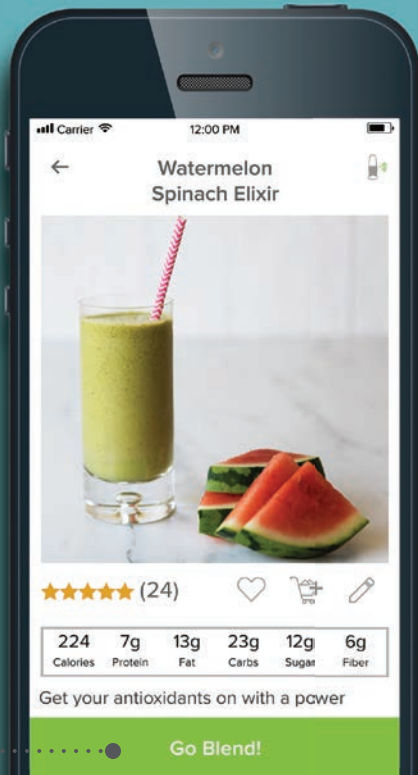 Carrier 12:00 PM
Watermelon
Spinach Elixir
(24)
224 7g 13g 23g 12g 6g
Calories Protein Fat Carbs Sugar Fiber
Get your antioxidants on with a power
Go Blend!